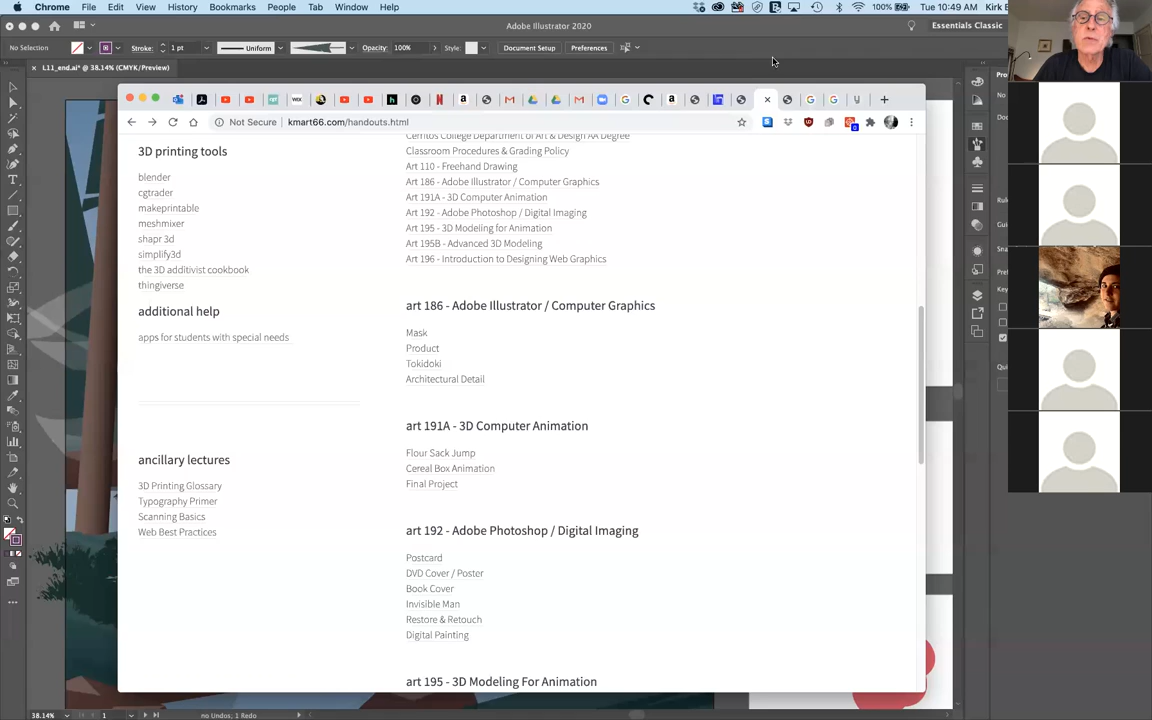 Chrome File Edit View History Bookmarks People Tab Window Help 100% Tue 10:49 AM Kirk
Adobe Illustrator 2020 Essentials Classic
No Selection Stroke: 1 pt Uniform Opacity: 100% Style: Document Setup Preferences
× L11_end.ai* @ 38.14% (CMYK/Preview)
Not Secure kmart66.com/handouts.html
3D printing tools
blender
cgtrader
makeprintable
meshmixer
shapr 3d
simplify3d
the 3D additivist cookbook
thingiverse
additional help
apps for students with special needs
ancillary lectures
3D Printing Glossary
Typography Primer
Scanning Basics
Web Best Practices
Cerritos College Department of Art & Design AA Degree
Classroom Procedures & Grading Policy
Art 110 - Freehand Drawing
Art 186 - Adobe Illustrator / Computer Graphics
Art 191A - 3D Computer Animation
Art 192 - Adobe Photoshop / Digital Imaging
Art 195 - 3D Modeling for Animation
Art 195B - Advanced 3D Modeling
Art 196 - Introduction to Designing Web Graphics
art 186 - Adobe Illustrator / Computer Graphics
Mask
Product
Tokidoki
Architectural Detail
art 191A - 3D Computer Animation
Flour Sack Jump
Cereal Box Animation
Final Project
art 192 - Adobe Photoshop / Digital Imaging
Postcard
DVD Cover / Poster
Book Cover
Invisible Man
Restore & Retouch
Digital Painting
art 195 - 3D Modeling For Animation
38.14% 1 no Undos; 1 Redo